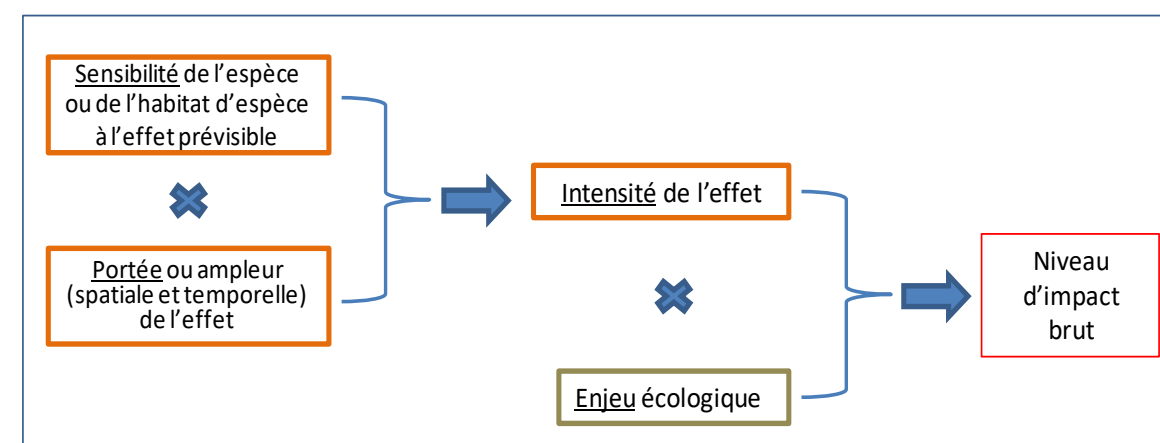 Sensibilité de l'espèce
ou de l'habitat d'espèce
à l'effet prévisible
Portée ou ampleur
(spatiale et temporelle)
de l'effet
Intensité de l'effet
Enjeu écologique
Niveau
d'impact
brut